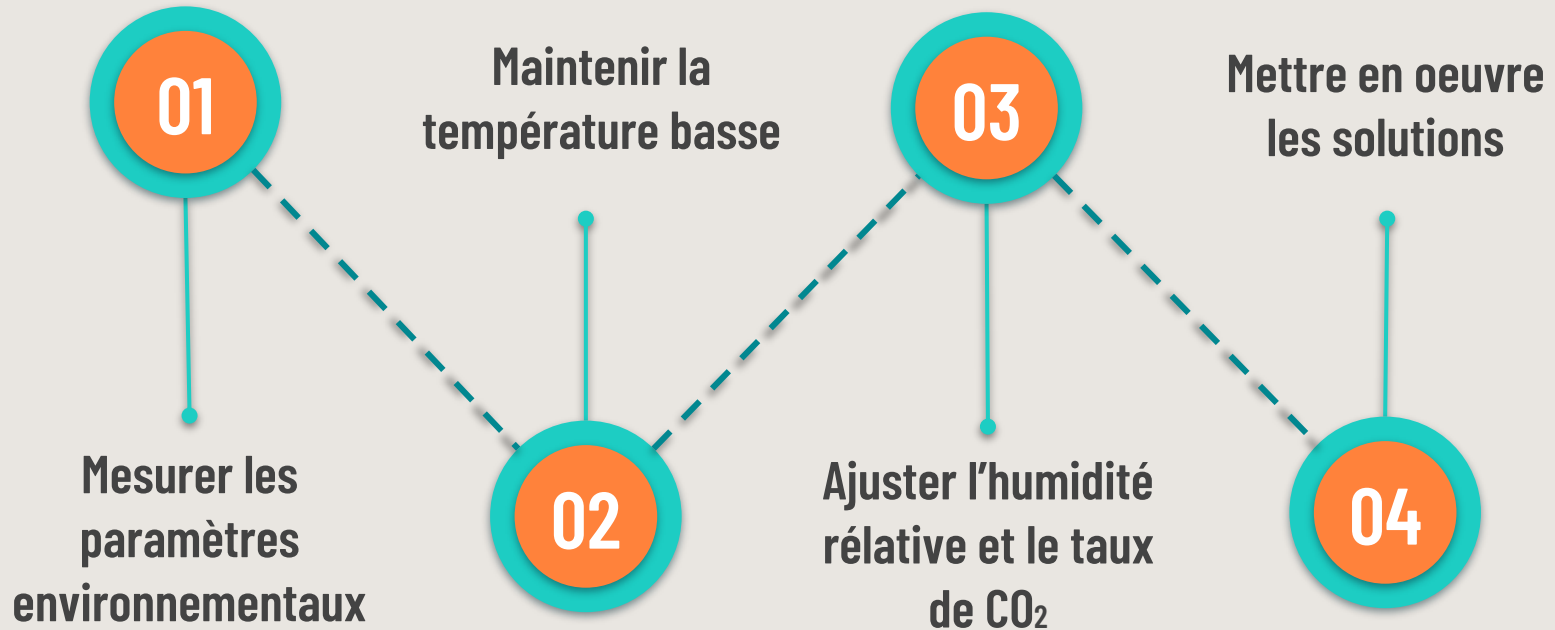 01
Mesurer les
paramètres
environnementaux
02
Maintenir la
température basse
03
Ajuster l’humidité
rélative et le taux
de CO₂
04
Mettre en oeuvre
les solutions